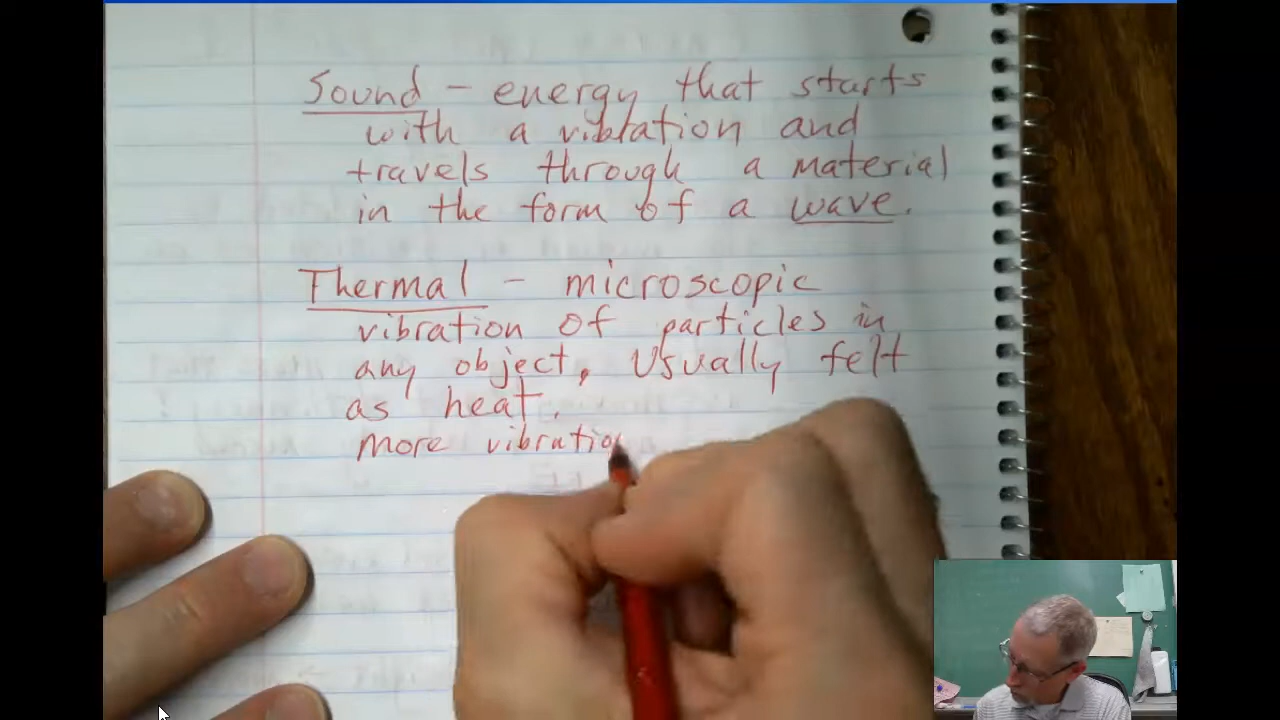 Sound - energy that starts
with a vibration and
travels through a material
in the form of a wave.
Thermal - microscopic
vibration of particles in
any object, Usually felt
as heat.
more vibratio